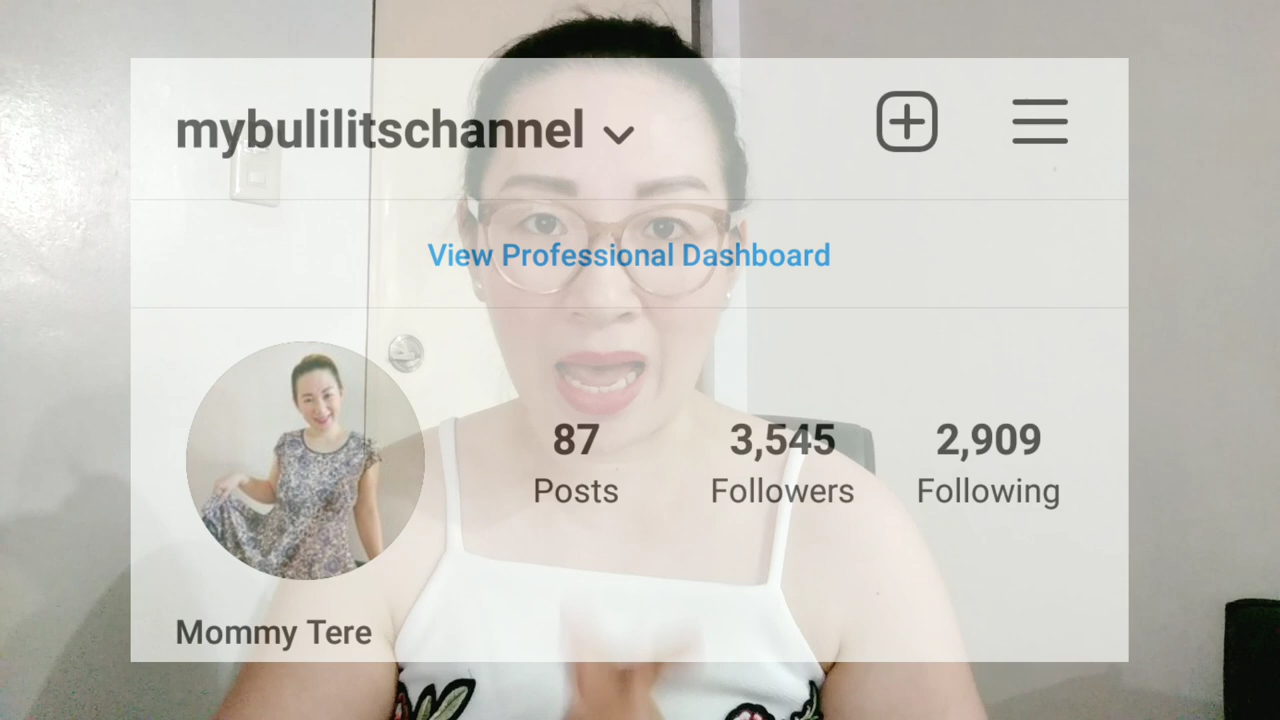 mybulilitschannel
View Professional Dashboard
87 3,545 2,909
Posts Followers Following
Mommy Tere